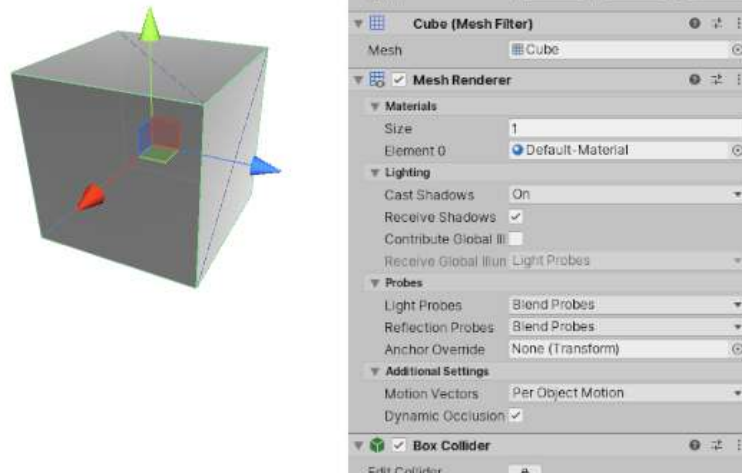 Cube (Mesh Filter)
Mesh Cube
Mesh Renderer
Materials
Size 1
Element 0 Default-Material
Lighting
Cast Shadows On
Receive Shadows
Contribute Global Ill
Receive Global Illun Light Probes
Probes
Light Probes Blend Probes
Reflection Probes Blend Probes
Anchor Override None (Transform)
Additional Settings
Motion Vectors Per Object Motion
Dynamic Occlusion
Box Collider
Edit Collider